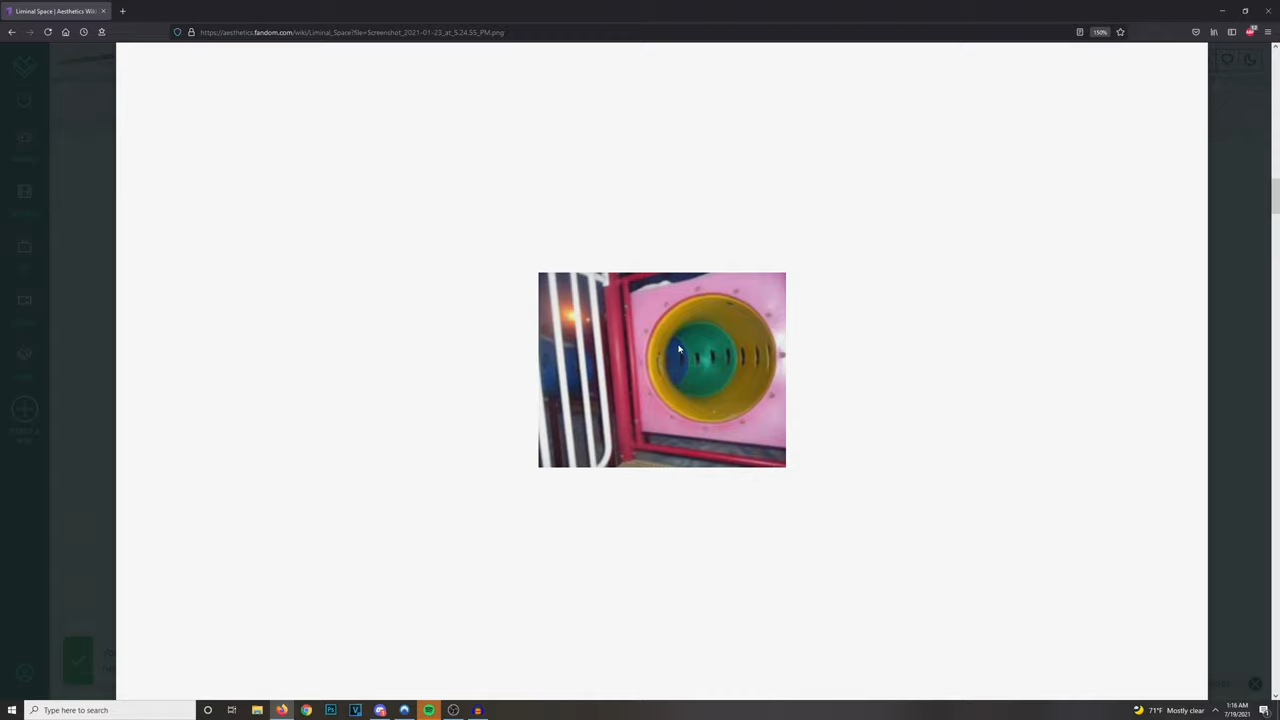 Liminal Space | Aesthetics Wiki
https://aesthetics.fandom.com/wiki/Liminal_Space?file=Screenshot_2021-01-23_at_5.24.55_PM.png
150%
12
Type here to search
71°F Mostly clear
1:16 AM
7/19/2021